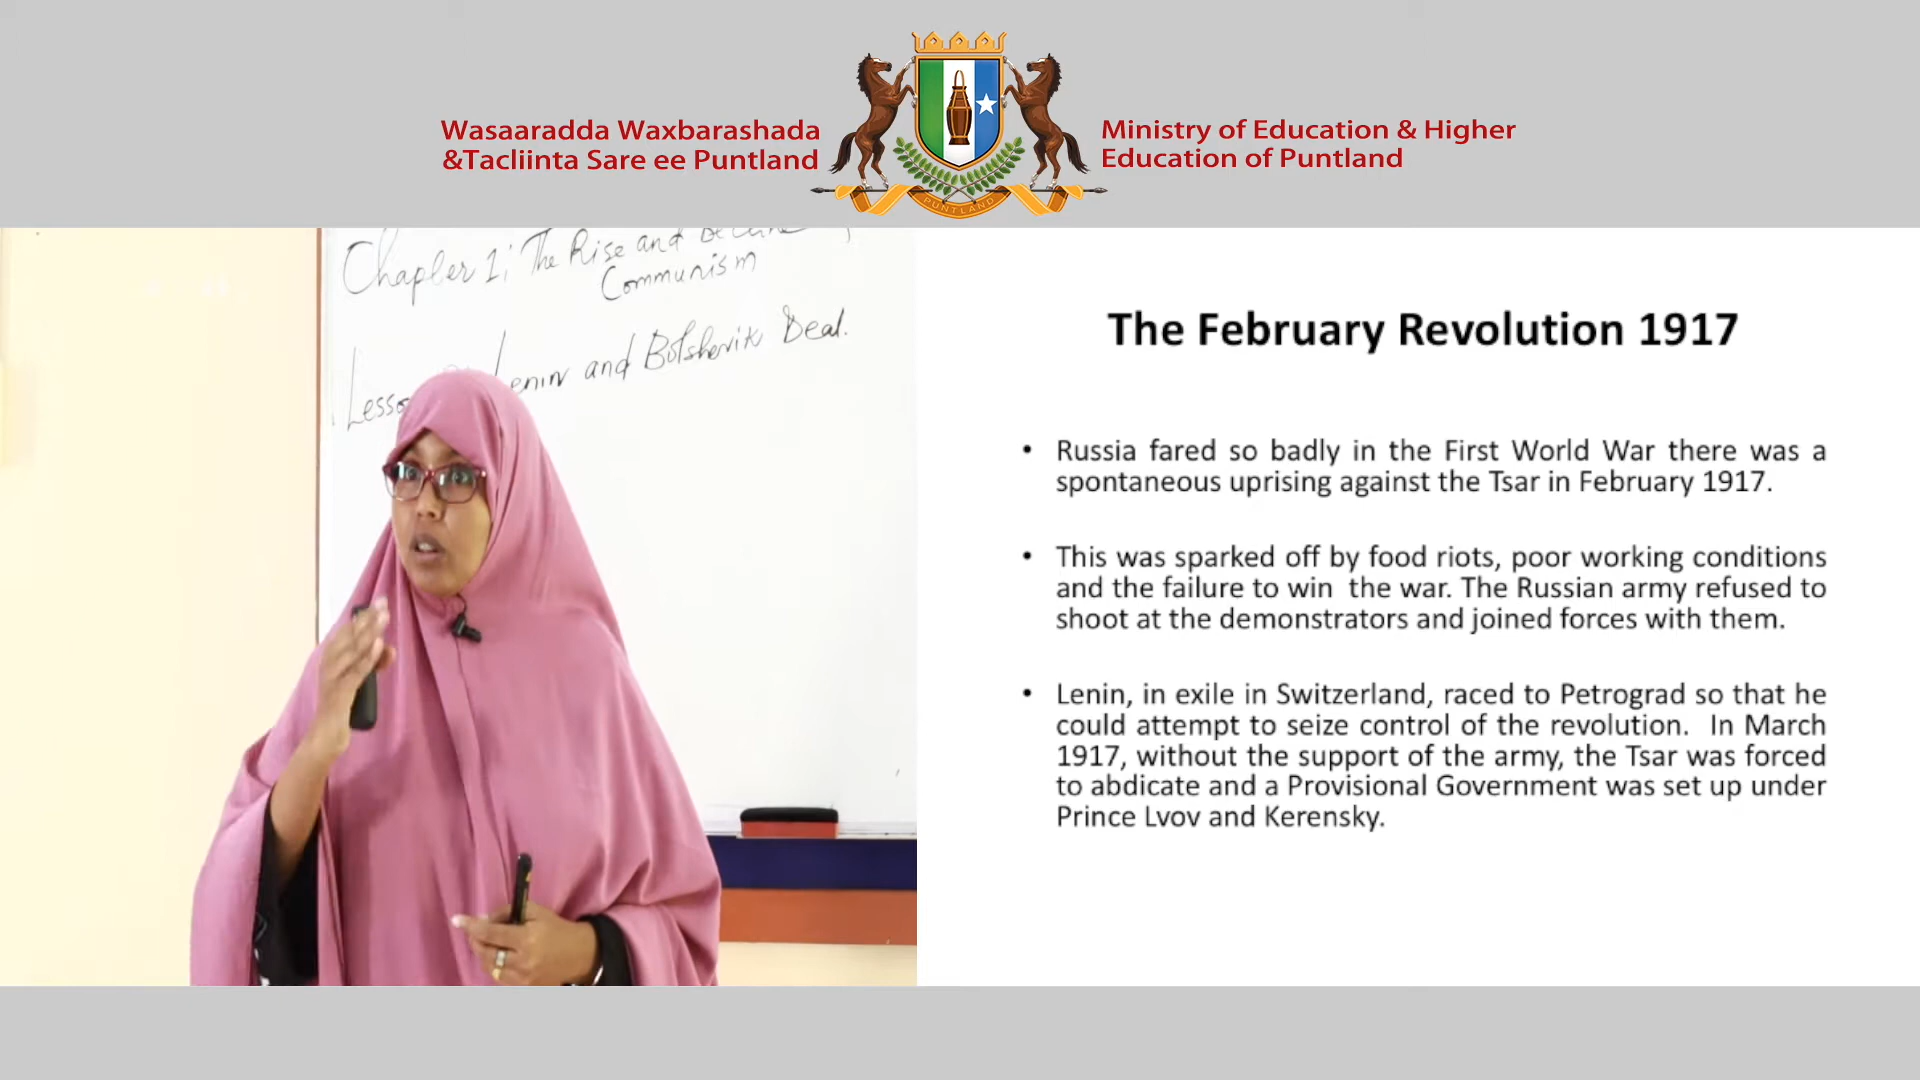 Wasaaradda Waxbarashada
&Tacliinta Sare ee Puntland
PUNTLAND
Ministry of Education & Higher
Education of Puntland
Chapter 1; The Rise and Decline
Communism
Lenin and Bolshevik Deal.
The February Revolution 1917
• Russia fared so badly in the First World War there was a
spontaneous uprising against the Tsar in February 1917.
• This was sparked off by food riots, poor working conditions
and the failure to win the war. The Russian army refused to
shoot at the demonstrators and joined forces with them.
• Lenin, in exile in Switzerland, raced to Petrograd so that he
could attempt to seize control of the revolution. In March
1917, without the support of the army, the Tsar was forced
to abdicate and a Provisional Government was set up under
Prince Lvov and Kerensky.